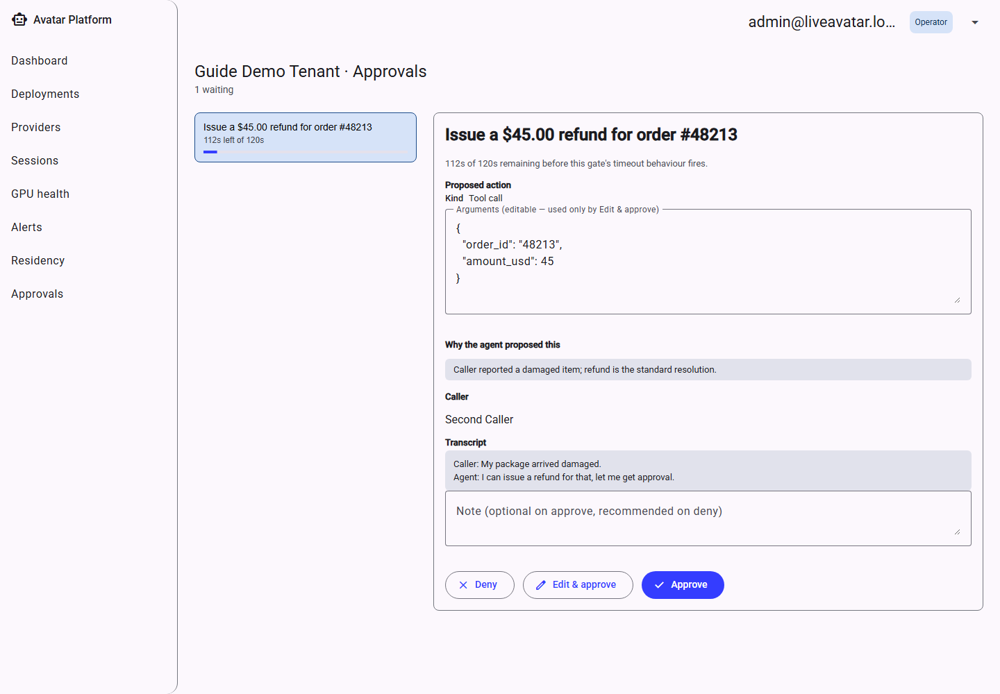 Avatar Platform
admin@liveavatar.lo...
Operator
Dashboard
Deployments
Providers
Sessions
GPU health
Alerts
Residency
Approvals
Guide Demo Tenant · Approvals
1 waiting
Issue a $45.00 refund for order #48213
112s left of 120s
Issue a $45.00 refund for order #48213
112s of 120s remaining before this gate's timeout behaviour fires.
Proposed action
Kind Tool call
Arguments (editable — used only by Edit & approve)
{
"order_id": "48213",
"amount_usd": 45
}
Why the agent proposed this
Caller reported a damaged item; refund is the standard resolution.
Caller
Second Caller
Transcript
Caller: My package arrived damaged.
Agent: I can issue a refund for that, let me get approval.
Note (optional on approve, recommended on deny)
Deny
Edit & approve
Approve